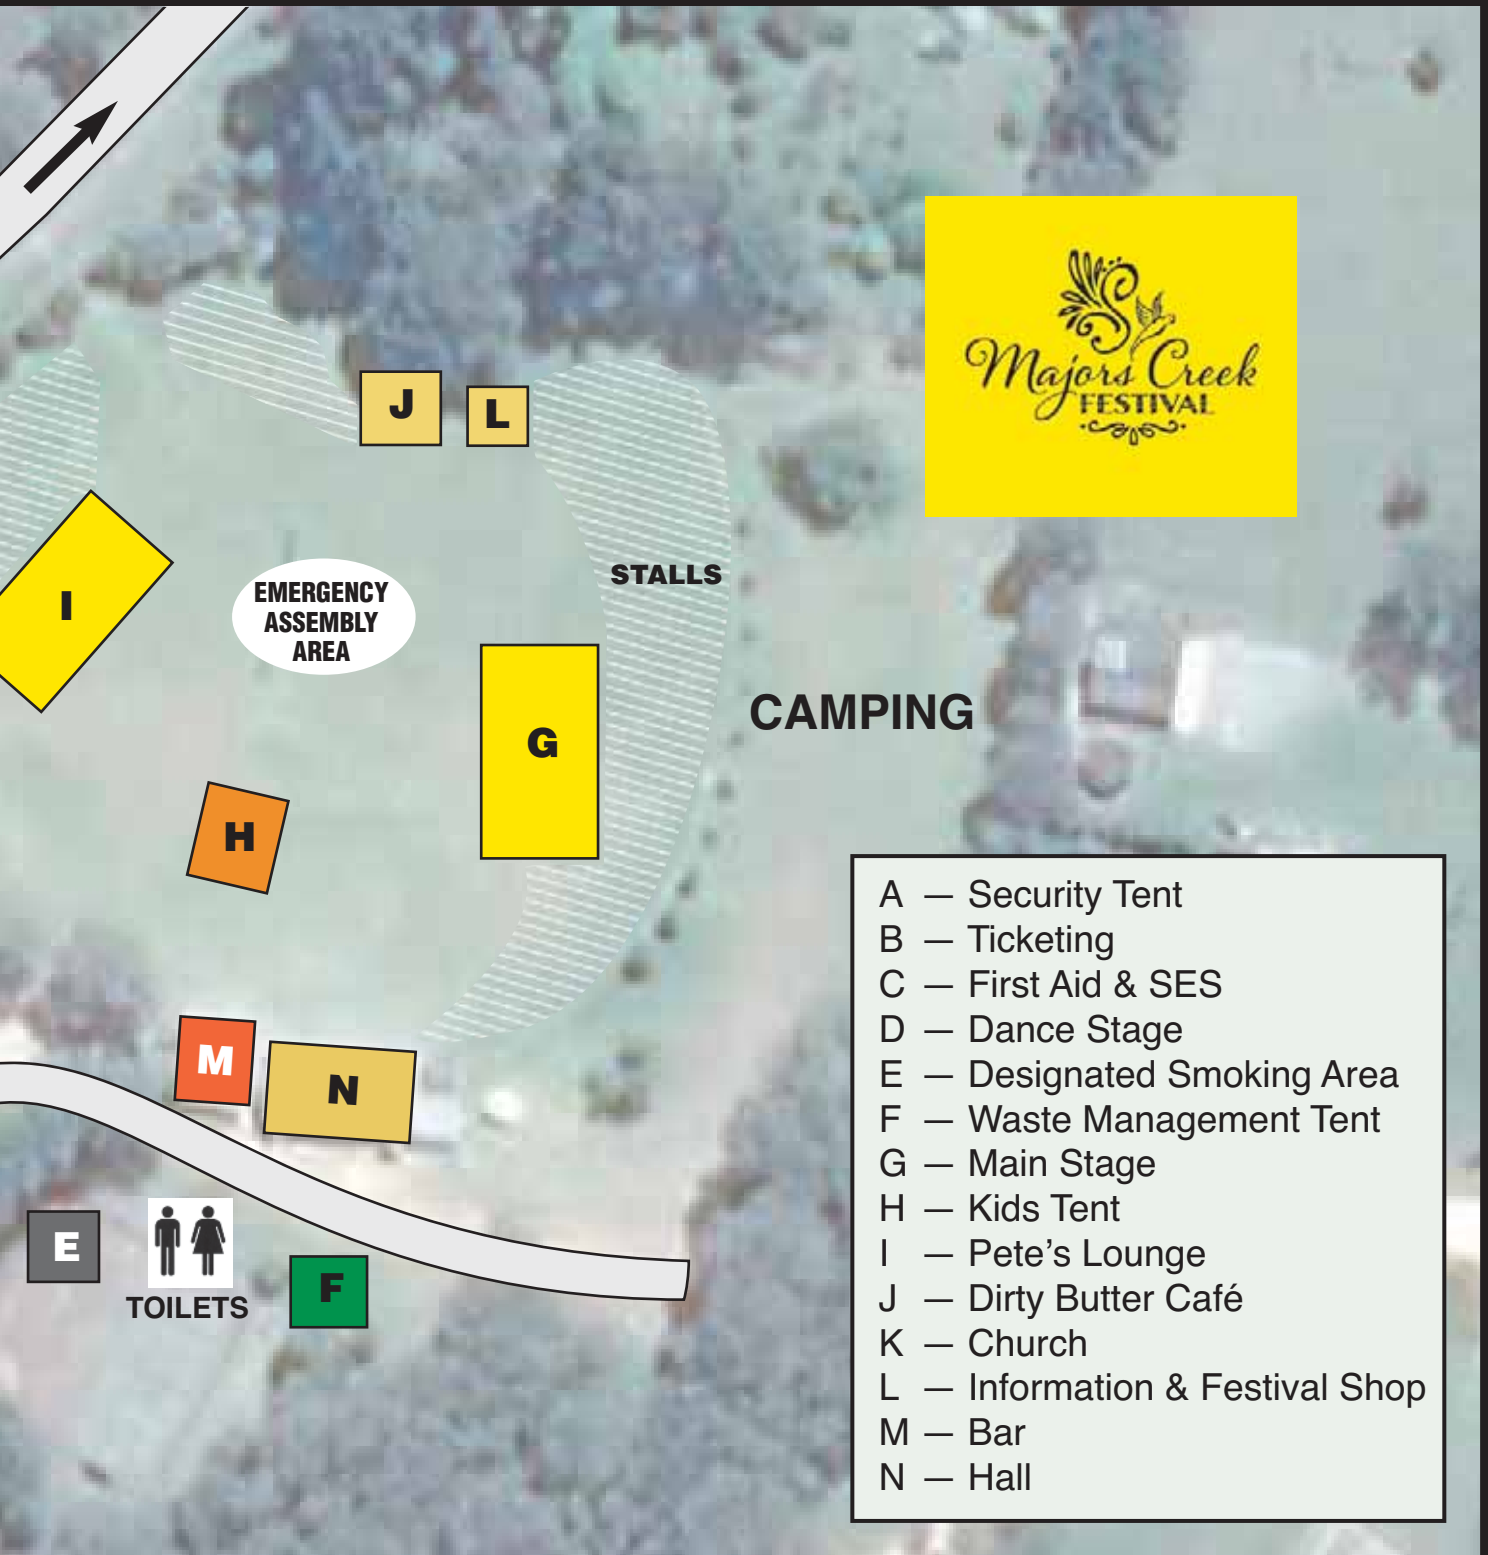 Majors Creek
FESTIVAL
J
L
I
EMERGENCY
ASSEMBLY
AREA
STALLS
G
CAMPING
H
M
N
E
TOILETS
F
A — Security Tent
B — Ticketing
C — First Aid & SES
D — Dance Stage
E — Designated Smoking Area
F — Waste Management Tent
G — Main Stage
H — Kids Tent
I — Pete’s Lounge
J — Dirty Butter Café
K — Church
L — Information & Festival Shop
M — Bar
N — Hall